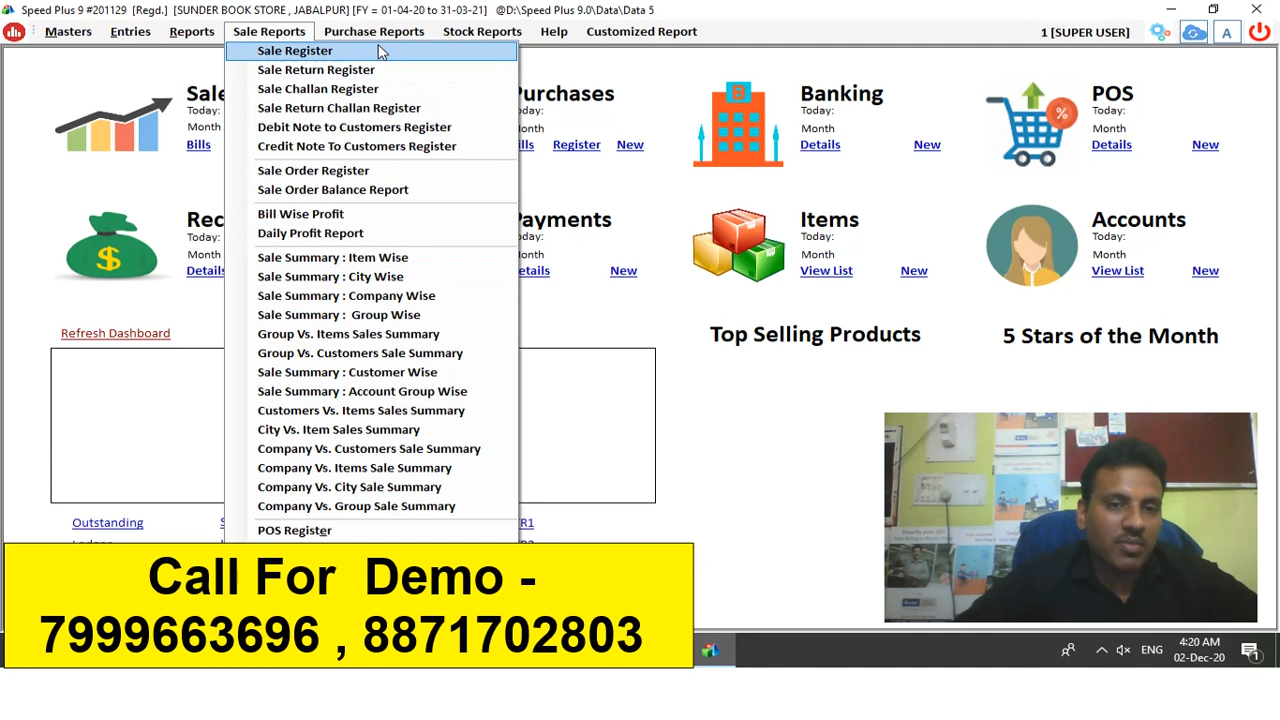 Speed Plus 9 #201129 [Regd.] [SUNDER BOOK STORE , JABALPUR] [FY = 01-04-20 to 31-03-21] @D:\Speed Plus 9.0\Data\Data 5
Masters Entries Reports Sale Reports Purchase Reports Stock Reports Help Customized Report 1 [SUPER USER] A
Sale Register
Sale Return Register
Sale Challan Register
Sale Return Challan Register
Debit Note to Customers Register
Credit Note To Customers Register
Sale Order Register
Sale Order Balance Report
Bill Wise Profit
Daily Profit Report
Sale Summary : Item Wise
Sale Summary : City Wise
Sale Summary : Company Wise
Sale Summary : Group Wise
Group Vs. Items Sales Summary
Group Vs. Customers Sale Summary
Sale Summary : Customer Wise
Sale Summary : Account Group Wise
Customers Vs. Items Sales Summary
City Vs. Item Sales Summary
Company Vs. Customers Sale Summary
Company Vs. Items Sale Summary
Company Vs. City Sale Summary
Company Vs. Group Sale Summary
POS Register
Sale
Today:
Month
Bills
urchases
Month
ills Register New
Banking
Today:
Month
Details New
POS
Today:
Month
Details New
Rec
Today:
Month
Details
ayments
Month
etails New
Items
Today:
Month
View List New
Accounts
Today:
Month
View List New
Refresh Dashboard
Top Selling Products
5 Stars of the Month
Outstanding S R1
Call For Demo -
7999663696 , 8871702803
ENG
4:20 AM
02-Dec-20
1